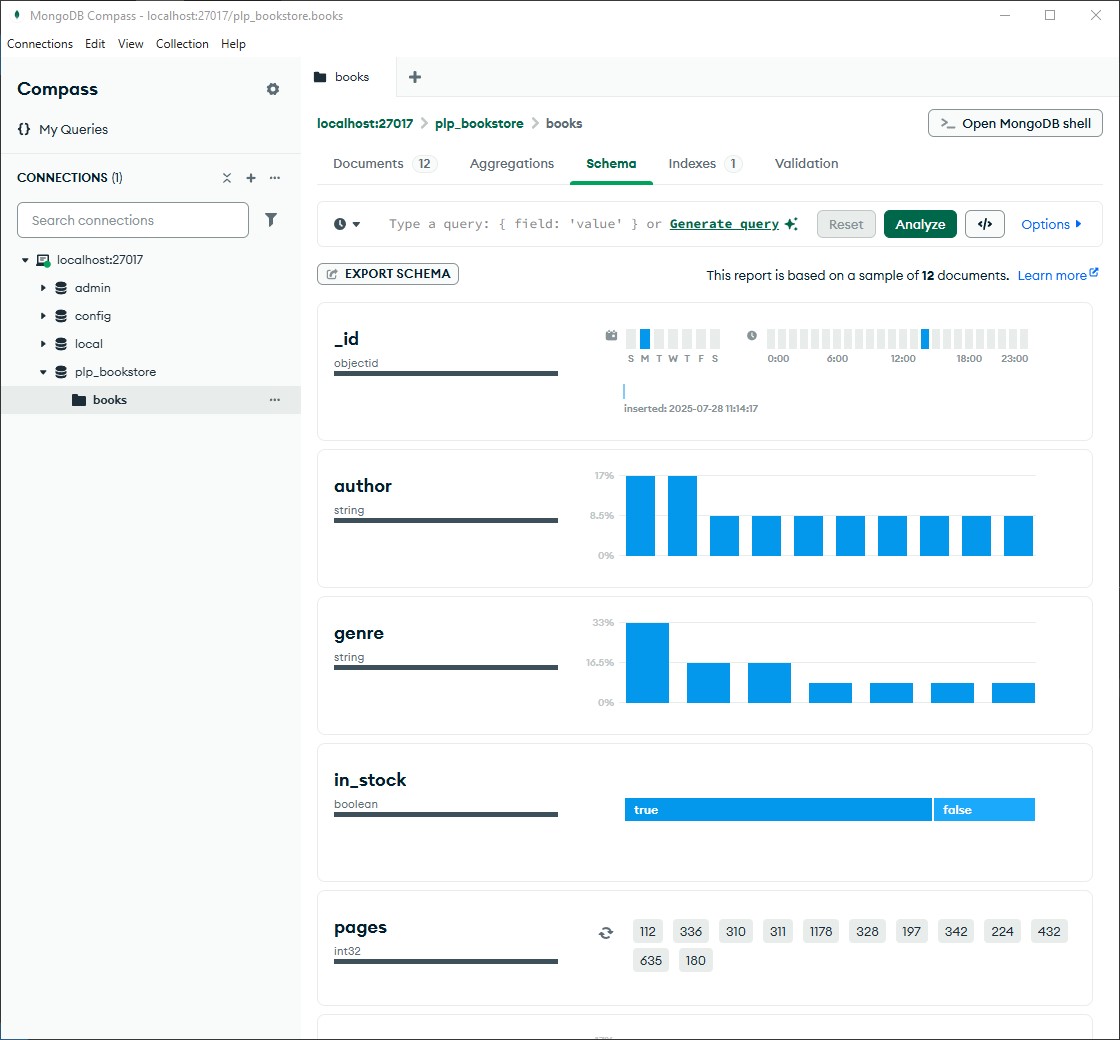 MongoDB Compass - localhost:27017/plp_bookstore.books
Connections Edit View Collection Help
Compass
My Queries
CONNECTIONS (1)
Search connections
localhost:27017
admin
config
local
plp_bookstore
books
books
localhost:27017 plp_bookstore books
Open MongoDB shell
Documents 12 Aggregations Schema Indexes 1 Validation
Type a query: { field: 'value' } or Generate query
Reset Analyze </> Options
EXPORT SCHEMA
This report is based on a sample of 12 documents. Learn more
_id
objectid
S M T W T F S
0:00 6:00 12:00 18:00 23:00
inserted: 2025-07-28 11:14:17
author
string
17%
8.5%
0%
genre
string
33%
16.5%
0%
in_stock
boolean
true false
pages
int32
112 336 310 311 1178 328 197 342 224 432
635 180